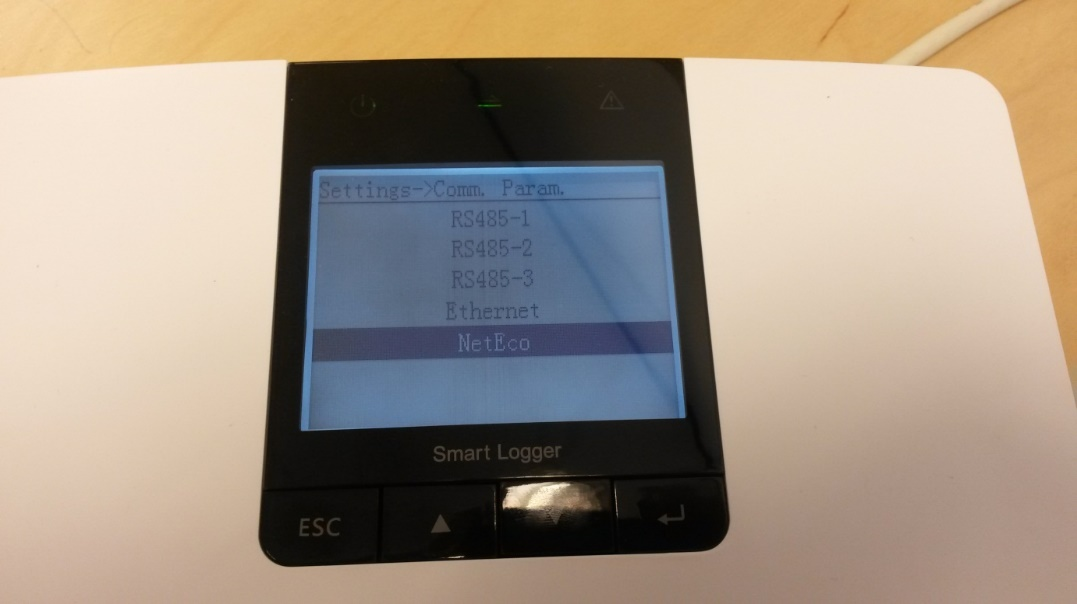 Settings->Comm. Param.
RS485-1
RS485-2
RS485-3
Ethernet
NetEco
Smart Logger
ESC